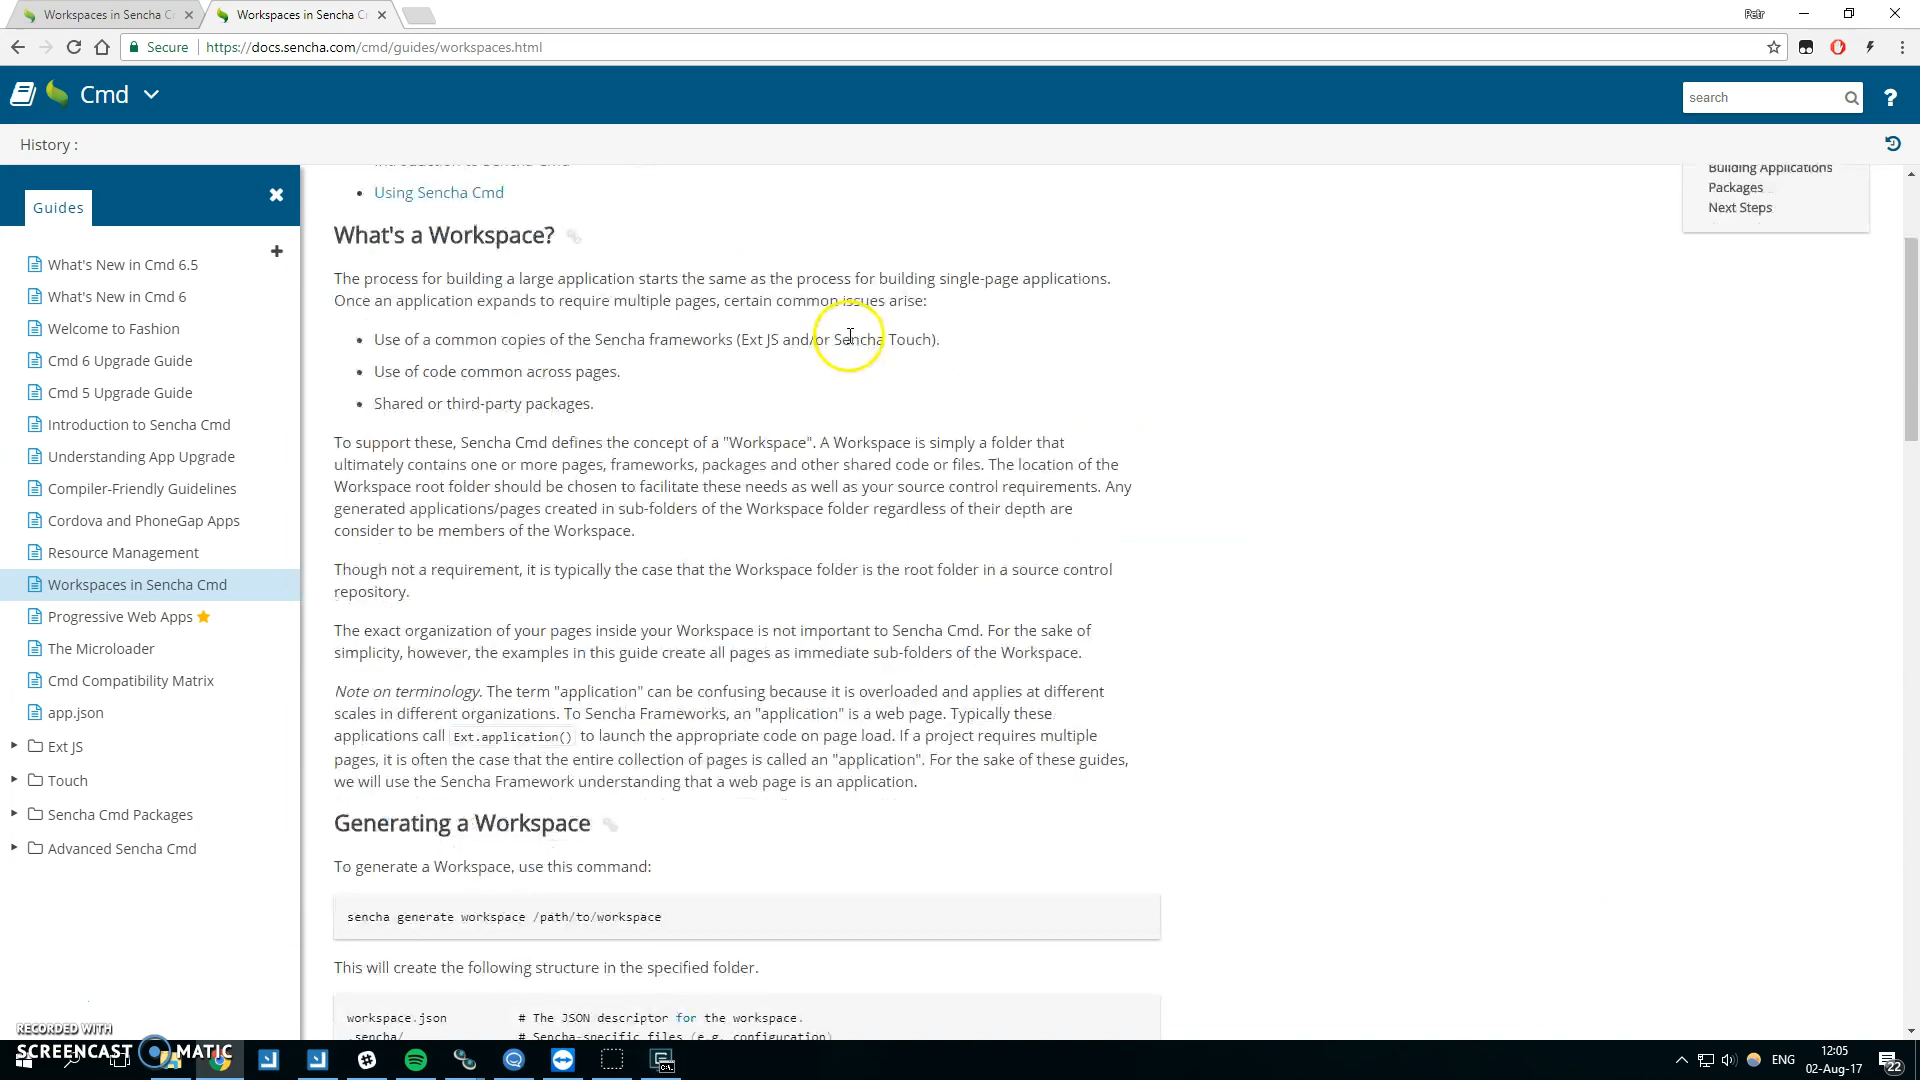 Workspaces in Sencha C
Workspaces in Sencha C
Petr
Secure
https://docs.sencha.com/cmd/guides/workspaces.html
Cmd
search
?
History :
Guides
What's New in Cmd 6.5
What's New in Cmd 6
Welcome to Fashion
Cmd 6 Upgrade Guide
Cmd 5 Upgrade Guide
Introduction to Sencha Cmd
Understanding App Upgrade
Compiler-Friendly Guidelines
Cordova and PhoneGap Apps
Resource Management
Workspaces in Sencha Cmd
Progressive Web Apps
The Microloader
Cmd Compatibility Matrix
app.json
Ext JS
Touch
Sencha Cmd Packages
Advanced Sencha Cmd
Introduction to Sencha Cmd
• Using Sencha Cmd
What's a Workspace?
The process for building a large application starts the same as the process for building single-page applications.
Once an application expands to require multiple pages, certain common issues arise:
• Use of a common copies of the Sencha frameworks (Ext JS and/or Sencha Touch).
• Use of code common across pages.
• Shared or third-party packages.
To support these, Sencha Cmd defines the concept of a "Workspace". A Workspace is simply a folder that
ultimately contains one or more pages, frameworks, packages and other shared code or files. The location of the
Workspace root folder should be chosen to facilitate these needs as well as your source control requirements. Any
generated applications/pages created in sub-folders of the Workspace folder regardless of their depth are
consider to be members of the Workspace.
Though not a requirement, it is typically the case that the Workspace folder is the root folder in a source control
repository.
The exact organization of your pages inside your Workspace is not important to Sencha Cmd. For the sake of
simplicity, however, the examples in this guide create all pages as immediate sub-folders of the Workspace.
Note on terminology. The term "application" can be confusing because it is overloaded and applies at different
scales in different organizations. To Sencha Frameworks, an "application" is a web page. Typically these
applications call Ext.application() to launch the appropriate code on page load. If a project requires multiple
pages, it is often the case that the entire collection of pages is called an "application". For the sake of these guides,
we will use the Sencha Framework understanding that a web page is an application.
Generating a Workspace
To generate a Workspace, use this command:
sencha generate workspace /path/to/workspace
This will create the following structure in the specified folder.
workspace.json # The JSON descriptor for the workspace.
.sencha/ # Sencha-specific files (e.g. configuration)
Building Applications
Packages
Next Steps
RECORDED WITH
SCREENCAST MATIC
ENG
12:05
02-Aug-17
22